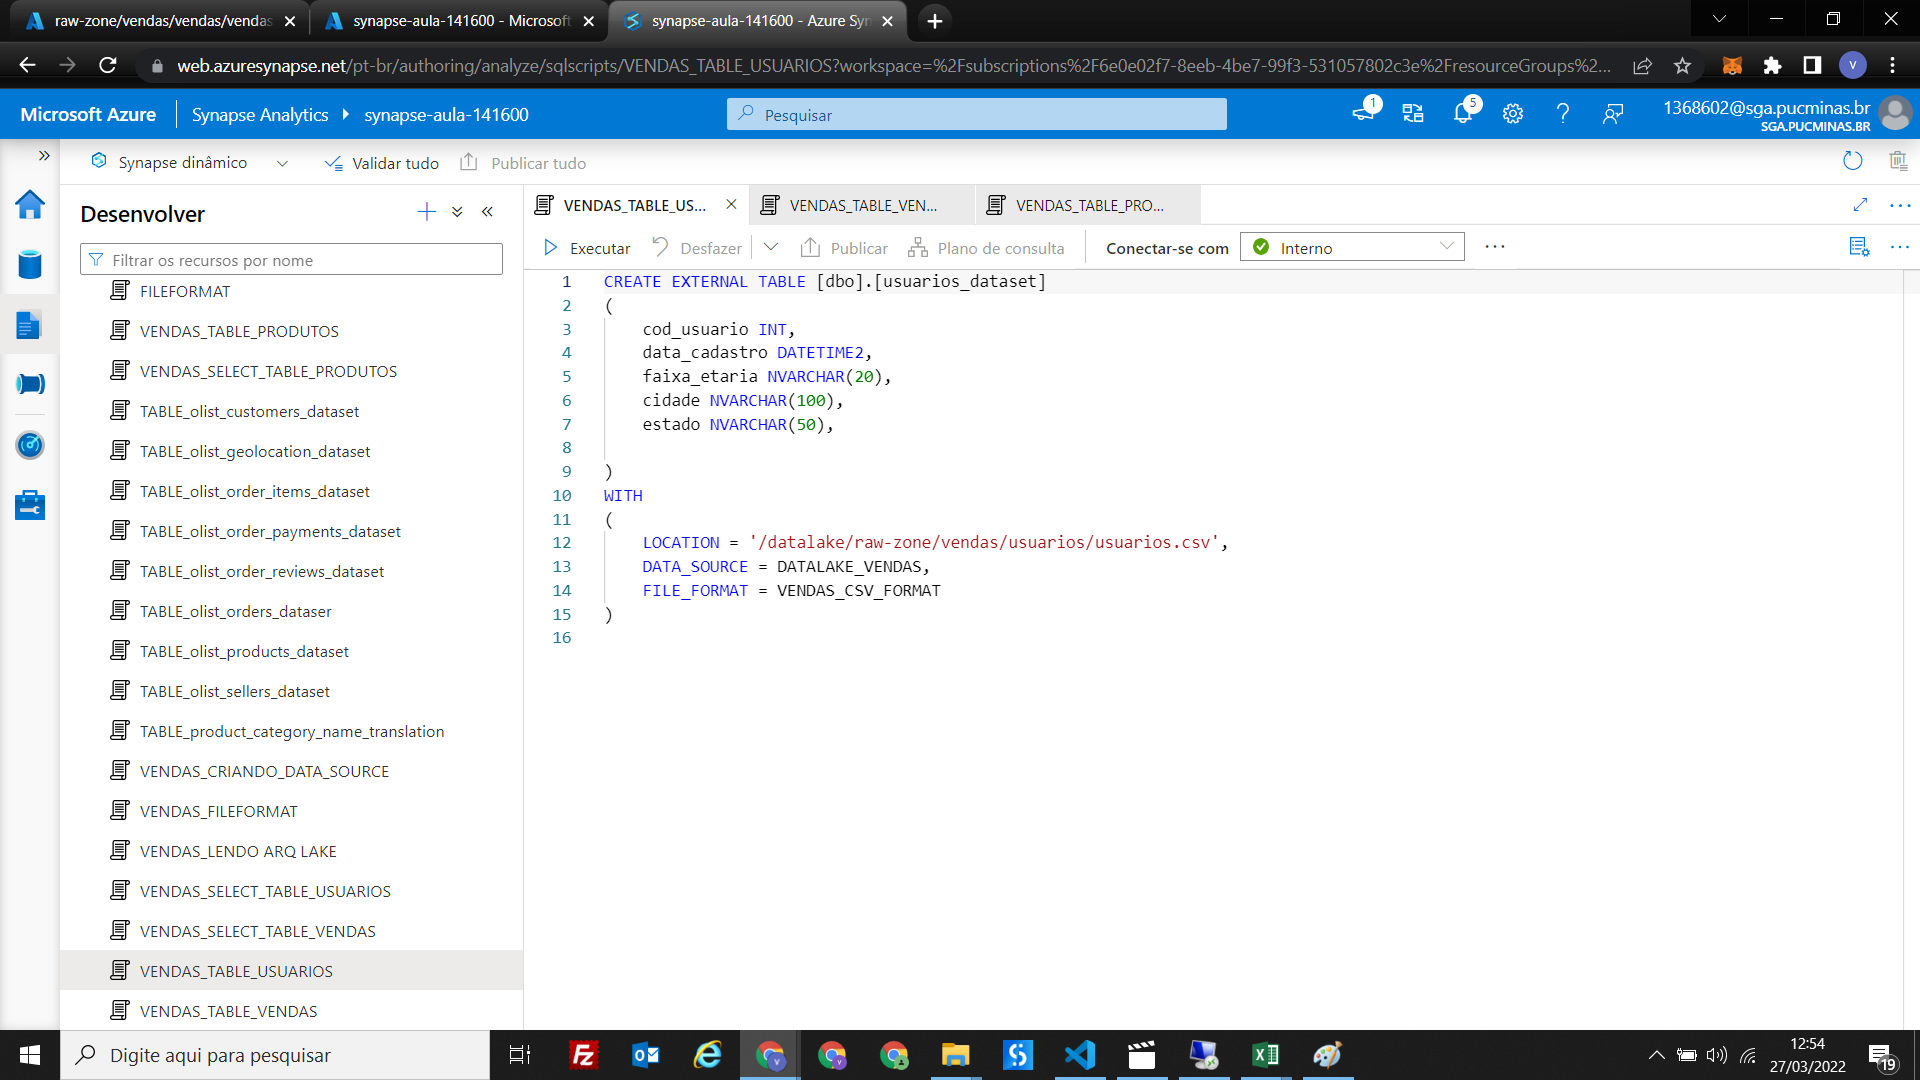 raw-zone/vendas/vendas/vendas
synapse-aula-141600 - Microsoft
synapse-aula-141600 - Azure Syn
web.azuresynapse.net/pt-br/authoring/analyze/sqlscripts/VENDAS_TABLE_USUARIOS?workspace=%2Fsubscriptions%2F6e0e02f7-8eeb-4be7-99f3-531057802c3e%2FresourceGroups%2...
V
Microsoft Azure
Synapse Analytics
synapse-aula-141600
Pesquisar
1
5
1368602@sga.pucminas.br
SGA.PUCMINAS.BR
Synapse dinâmico
Validar tudo
Publicar tudo
Desenvolver
Filtrar os recursos por nome
FILEFORMAT
VENDAS_TABLE_PRODUTOS
VENDAS_SELECT_TABLE_PRODUTOS
TABLE_olist_customers_dataset
TABLE_olist_geolocation_dataset
TABLE_olist_order_items_dataset
TABLE_olist_order_payments_dataset
TABLE_olist_order_reviews_dataset
TABLE_olist_orders_dataser
TABLE_olist_products_dataset
TABLE_olist_sellers_dataset
TABLE_product_category_name_translation
VENDAS_CRIANDO_DATA_SOURCE
VENDAS_FILEFORMAT
VENDAS_LENDO ARQ LAKE
VENDAS_SELECT_TABLE_USUARIOS
VENDAS_SELECT_TABLE_VENDAS
VENDAS_TABLE_USUARIOS
VENDAS_TABLE_VENDAS
VENDAS_TABLE_US...
VENDAS_TABLE_VEN...
VENDAS_TABLE_PRO...
Executar
Desfazer
Publicar
Plano de consulta
Conectar-se com
Interno
1 CREATE EXTERNAL TABLE [dbo].[usuarios_dataset]
2 (
3 cod_usuario INT,
4 data_cadastro DATETIME2,
5 faixa_etaria NVARCHAR(20),
6 cidade NVARCHAR(100),
7 estado NVARCHAR(50),
8
9 )
10 WITH
11 (
12 LOCATION = '/datalake/raw-zone/vendas/usuarios/usuarios.csv',
13 DATA_SOURCE = DATALAKE_VENDAS,
14 FILE_FORMAT = VENDAS_CSV_FORMAT
15 )
16
Digite aqui para pesquisar
12:54
27/03/2022
19